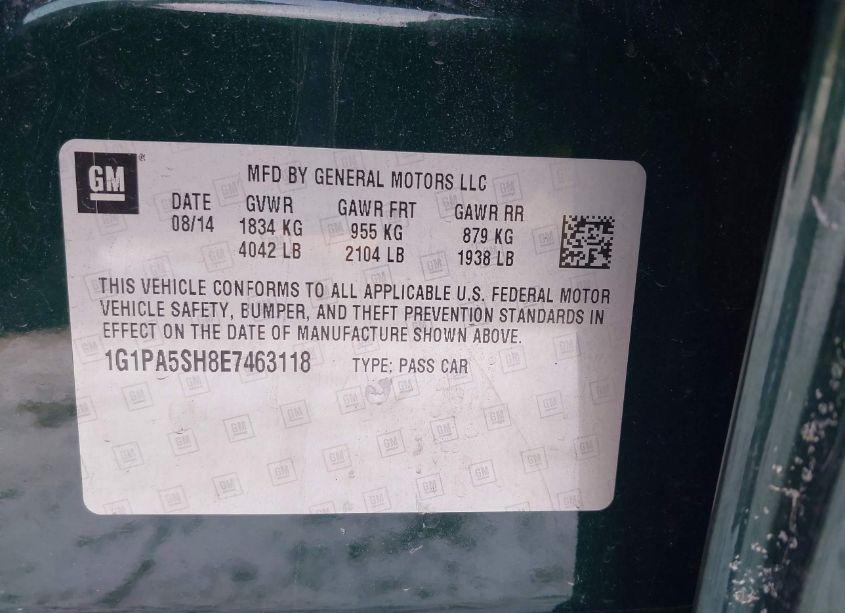 GM
MFD BY GENERAL MOTORS LLC
DATE GVWR GAWR FRT GAWR RR
08/14 1834 KG 955 KG 879 KG
4042 LB 2104 LB 1938 LB
THIS VEHICLE CONFORMS TO ALL APPLICABLE U.S. FEDERAL MOTOR
VEHICLE SAFETY, BUMPER, AND THEFT PREVENTION STANDARDS IN
EFFECT ON THE DATE OF MANUFACTURE SHOWN ABOVE.
1G1PA5SH8E7463118 TYPE: PASS CAR